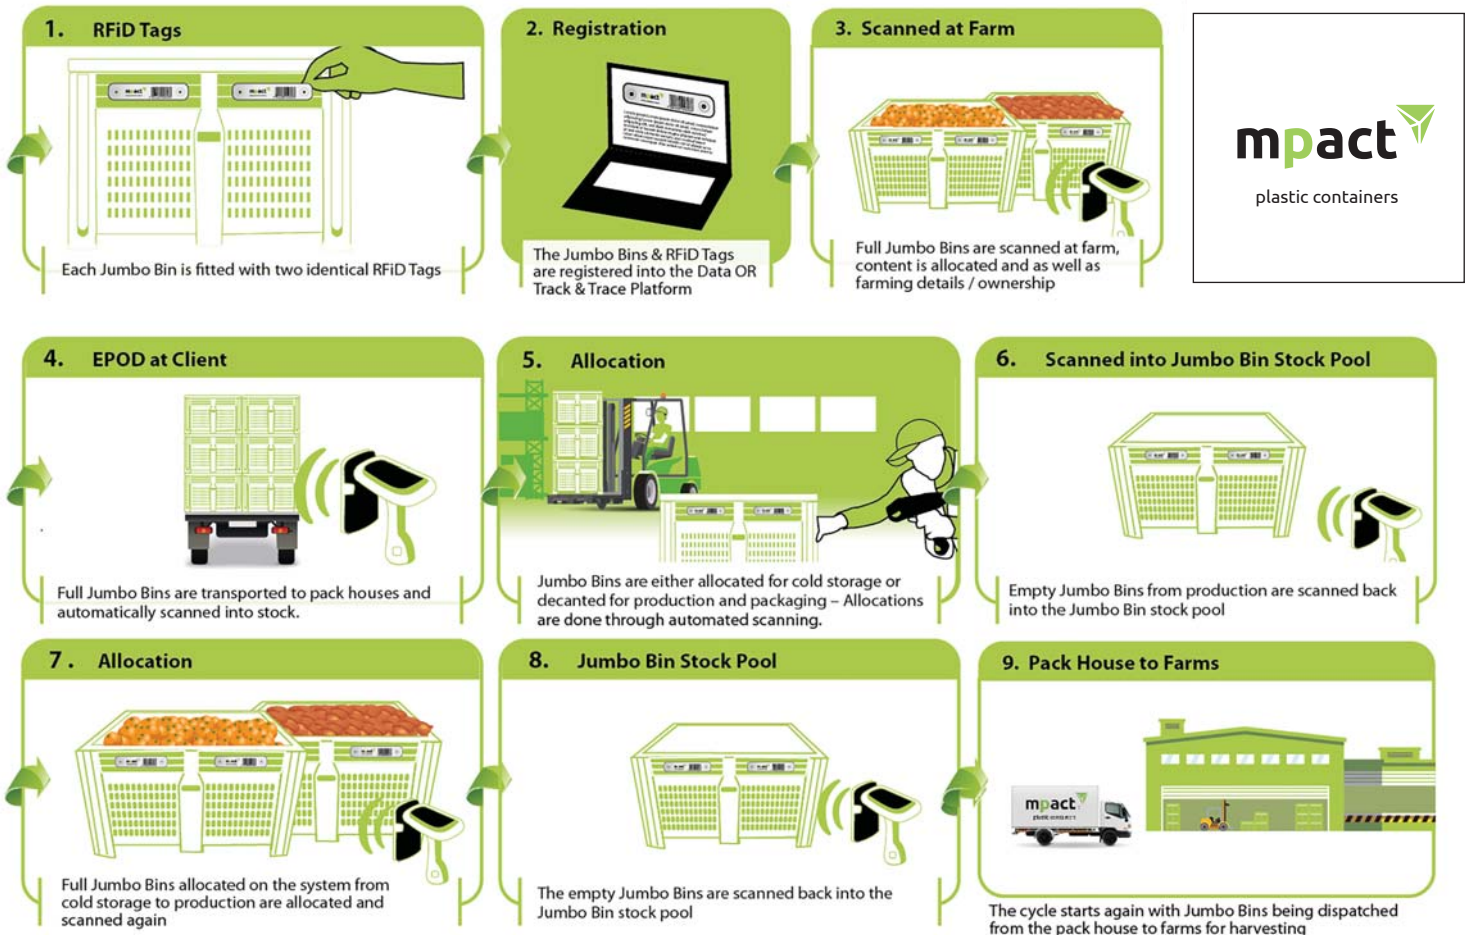 1. RFiD Tags
Each Jumbo Bin is fitted with two identical RFiD Tags
2. Registration
mpact
The Jumbo Bins & RFiD Tags
are registered into the Data OR
Track & Trace Platform
3. Scanned at Farm
Full Jumbo Bins are scanned at farm,
content is allocated and as well as
farming details / ownership
mpact
plastic containers
4. EPOD at Client
Full Jumbo Bins are transported to pack houses and
automatically scanned into stock.
5. Allocation
Jumbo Bins are either allocated for cold storage or
decanted for production and packaging – Allocations
are done through automated scanning.
6. Scanned into Jumbo Bin Stock Pool
Empty Jumbo Bins from production are scanned back
into the Jumbo Bin stock pool
7. Allocation
Full Jumbo Bins allocated on the system from
cold storage to production are allocated and
scanned again
8. Jumbo Bin Stock Pool
The empty Jumbo Bins are scanned back into the
Jumbo Bin stock pool
9. Pack House to Farms
mpact
plastic containers
The cycle starts again with Jumbo Bins being dispatched
from the pack house to farms for harvesting